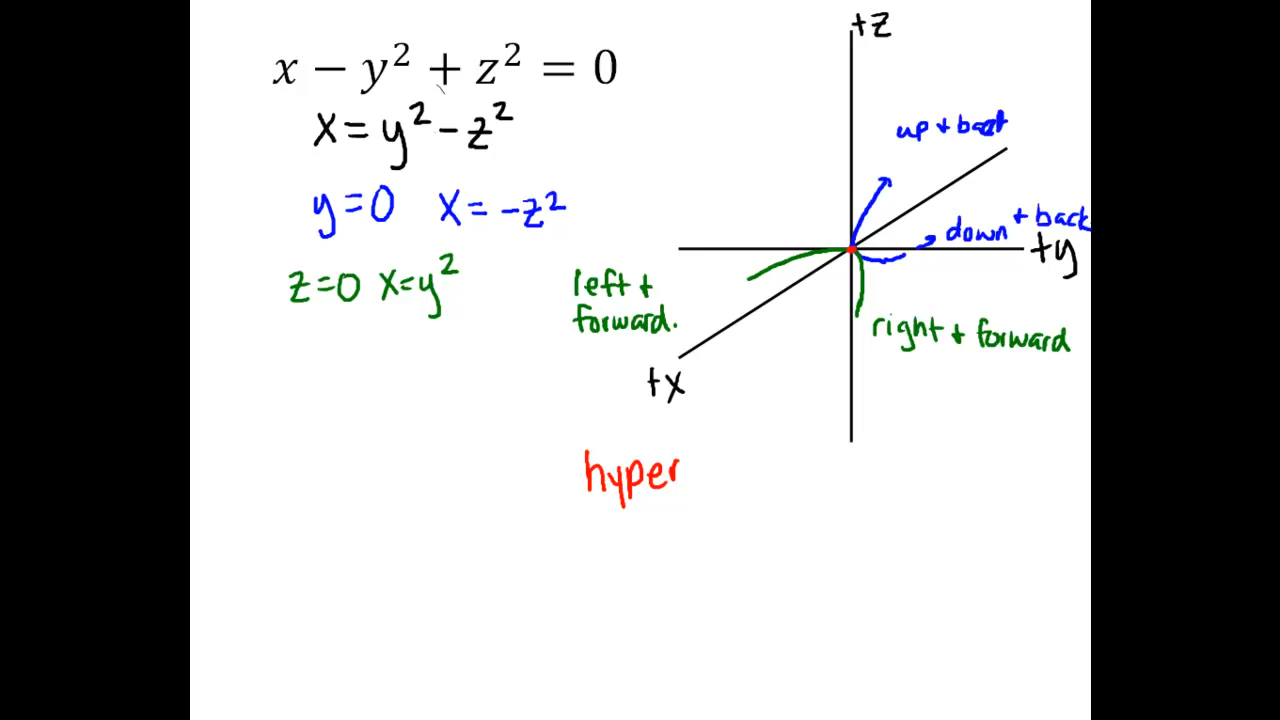 x − y² + z² = 0
x = y² - z²
y = 0 x = -z²
z = 0 x = y²
+z
up + back
down + back
+y
left +
forward.
right + forward
+x
hyper